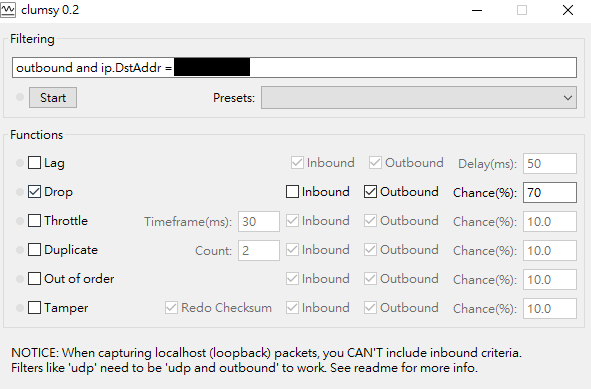 clumsy 0.2
Filtering
outbound and ip.DstAddr =
Start Presets:
Functions
Lag Inbound Outbound Delay(ms): 50
Drop Inbound Outbound Chance(%): 70
Throttle Timeframe(ms): 30 Inbound Outbound Chance(%): 10.0
Duplicate Count: 2 Inbound Outbound Chance(%): 10.0
Out of order Inbound Outbound Chance(%): 10.0
Tamper Redo Checksum Inbound Outbound Chance(%): 10.0
NOTICE: When capturing localhost (loopback) packets, you CAN'T include inbound criteria.
Filters like 'udp' need to be 'udp and outbound' to work. See readme for more info.